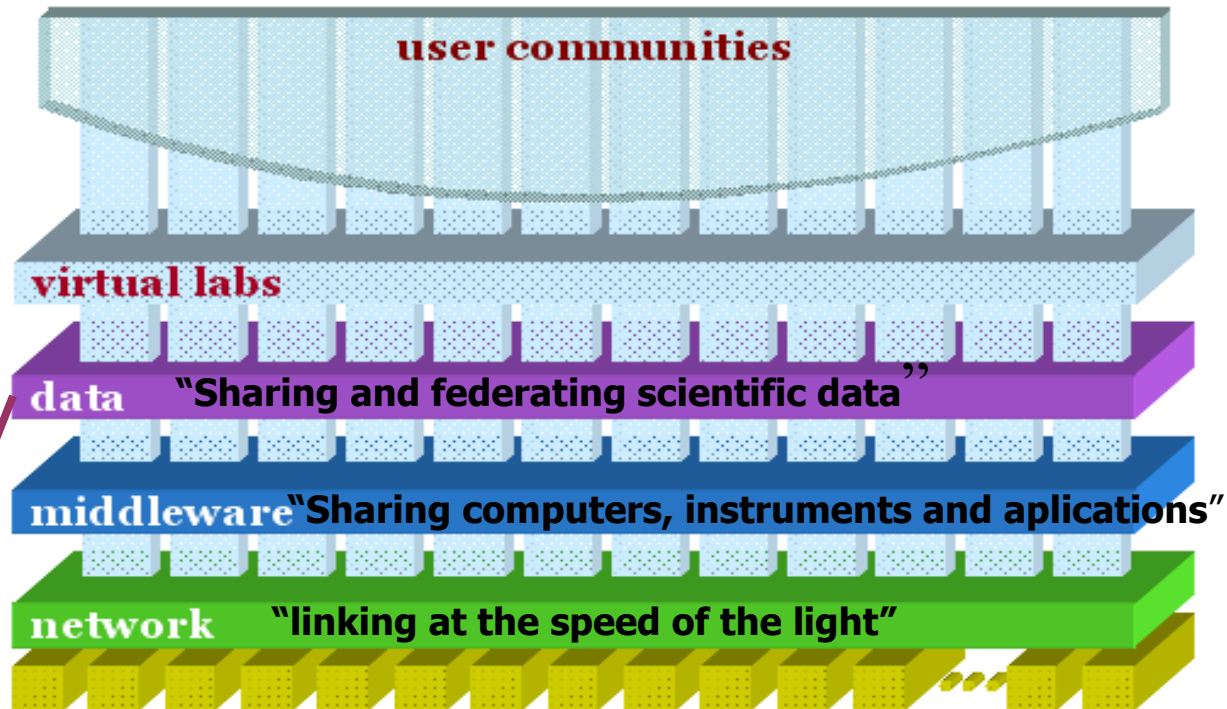 user communities
virtual labs
data “Sharing and federating scientific data”
middleware “Sharing computers, instruments and aplications”
network “linking at the speed of the light”